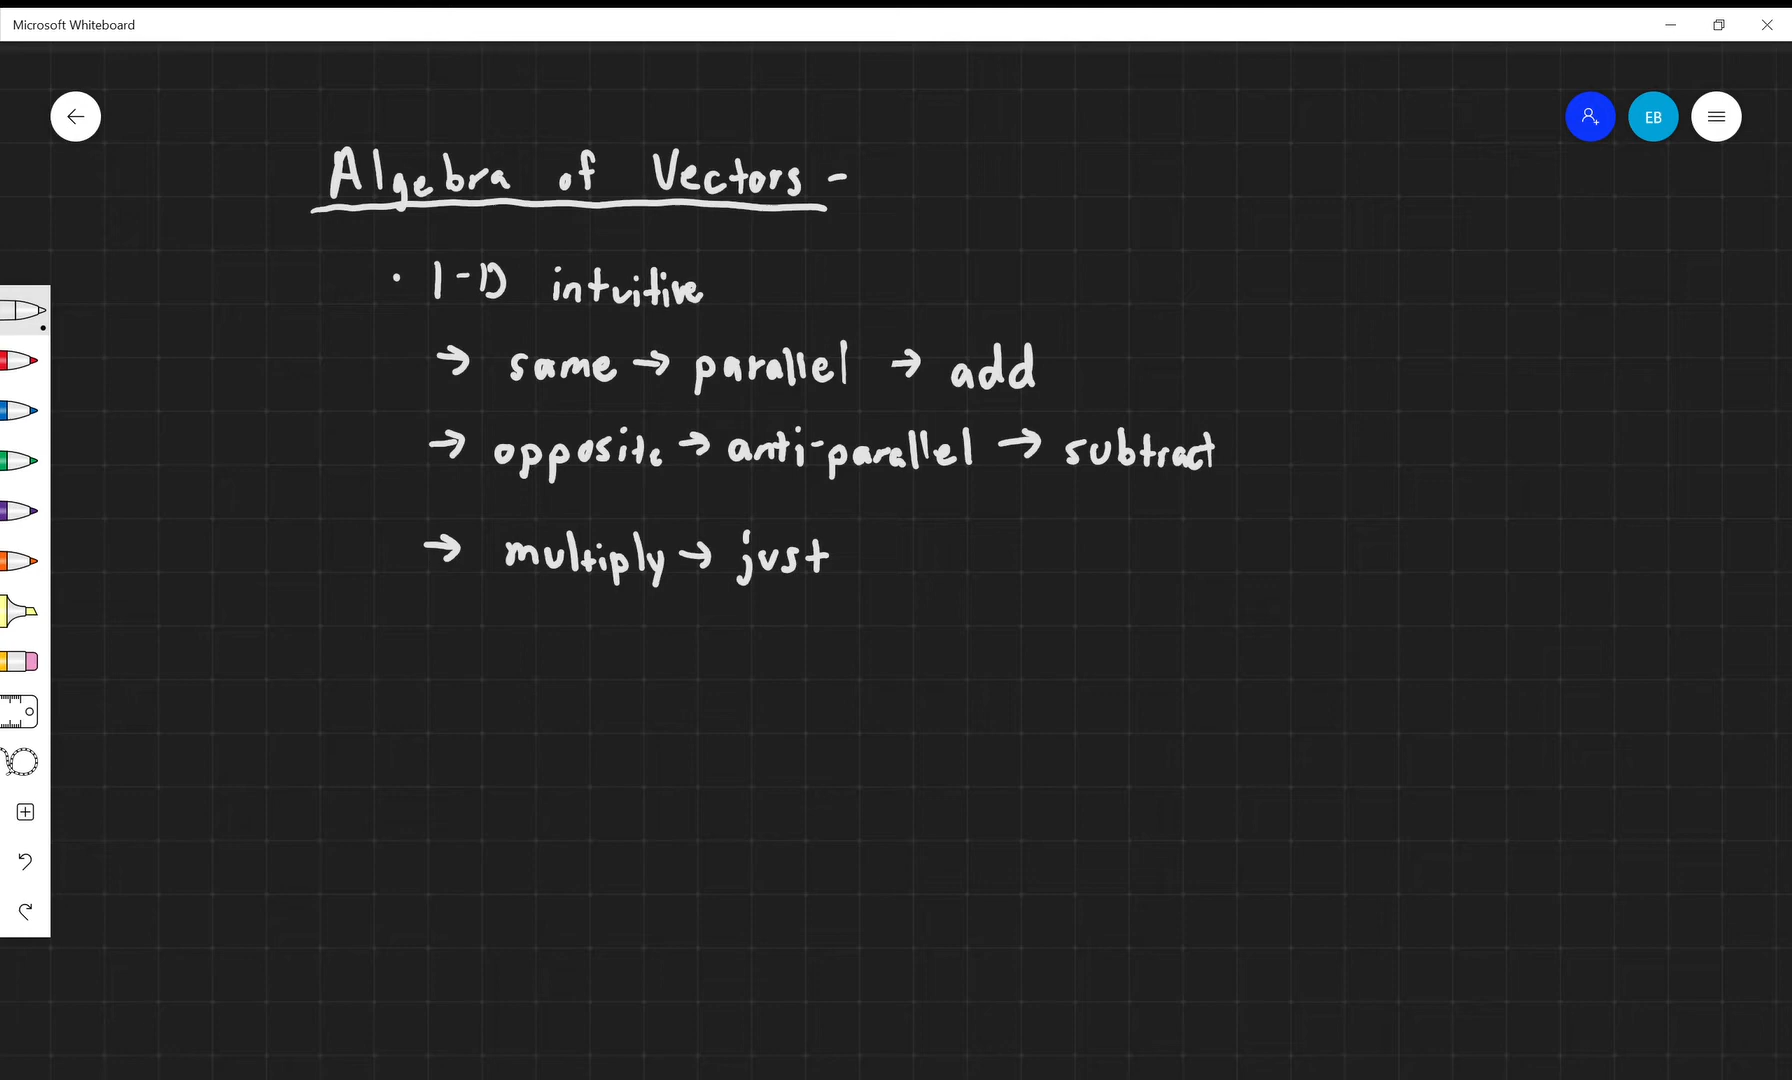 Microsoft Whiteboard
EB
Algebra of Vectors -
· 1-D intuitive
→ same → parallel → add
→ opposite → anti-parallel → subtract
→ multiply → just